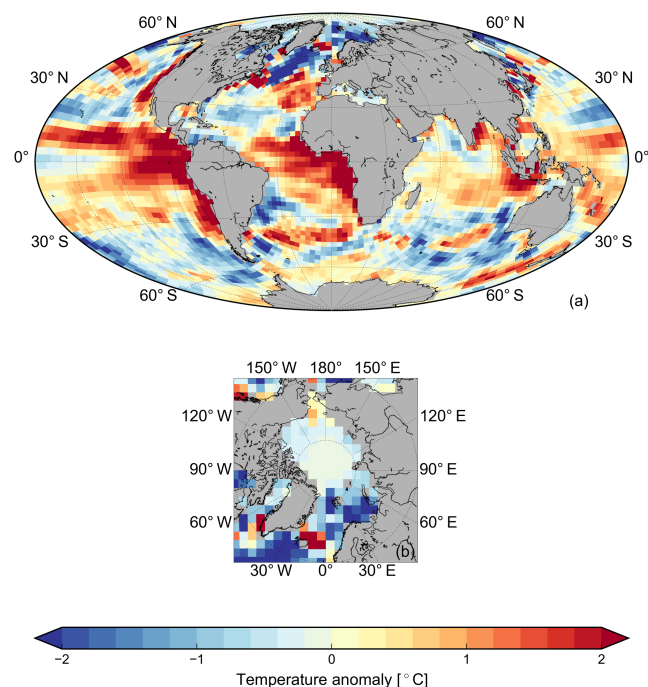 60° N 60° N
30° N 30° N
0° 0°
30° S 30° S
60° S 60° S
(a)
150° W 180° 150° E
120° W 120° E
90° W 90° E
60° W 60° E
(b)
30° W 0° 30° E
−2 −1 0 1 2
Temperature anomaly [°C]